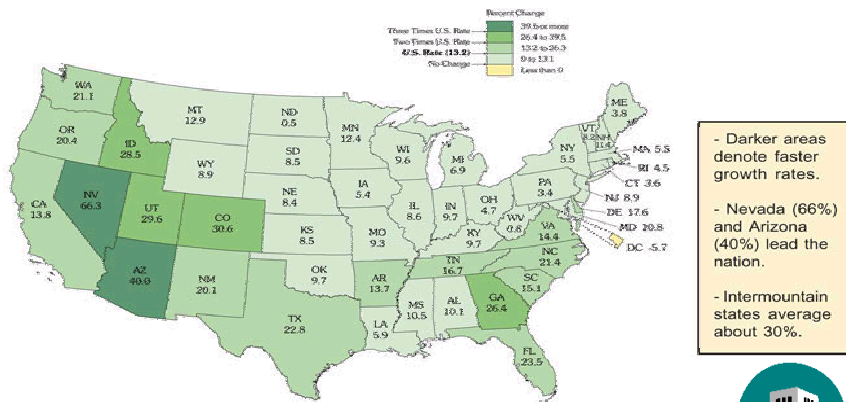 Percent Change
Three Times U.S. Rate
39.6 or more
Two Times U.S. Rate
26.4 to 39.5
U.S. Rate (13.2)
13.2 to 26.3
No Change
0 to 13.1
Less than 0
WA
21.1
OR
20.4
CA
13.8
NV
66.3
ID
28.5
MT
12.9
WY
8.9
UT
29.6
CO
30.6
AZ
40.0
NM
20.1
ND
0.5
SD
8.5
NE
8.4
KS
8.5
OK
9.7
TX
22.8
MN
12.4
IA
5.4
MO
9.3
AR
13.7
LA
5.9
WI
9.6
IL
8.6
MI
6.9
IN
9.7
OH
4.7
KY
9.7
TN
16.7
MS
10.5
AL
10.1
GA
26.4
FL
23.5
SC
15.1
NC
21.4
VA
14.4
WV
0.8
PA
3.4
NY
5.5
VT
8.2
NH
11.4
ME
3.8
MA 5.5
RI 4.5
CT 3.6
NJ 8.9
DE 17.6
MD 10.8
DC -5.7
- Darker areas
denote faster
growth rates.
- Nevada (66%)
and Arizona
(40%) lead the
nation.
- Intermountain
states average
about 30%.